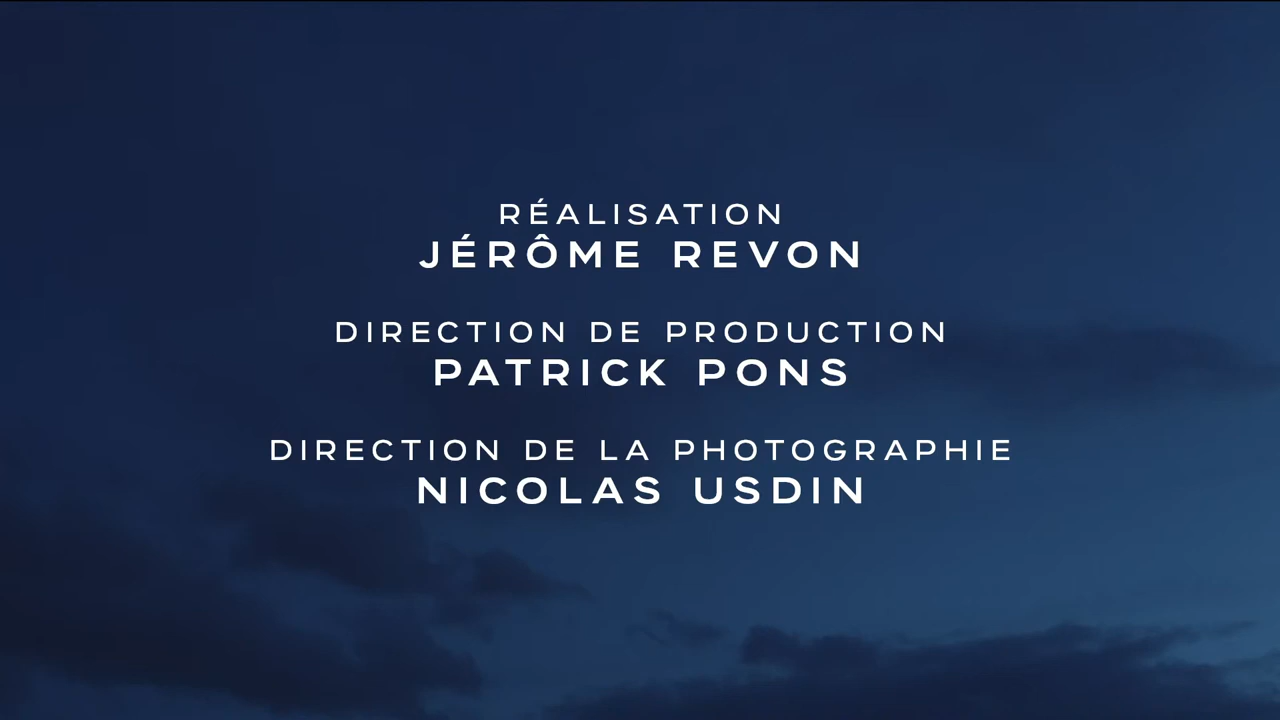 RÉALISATION
JÉRÔME REVON
DIRECTION DE PRODUCTION
PATRICK PONS
DIRECTION DE LA PHOTOGRAPHIE
NICOLAS USDIN